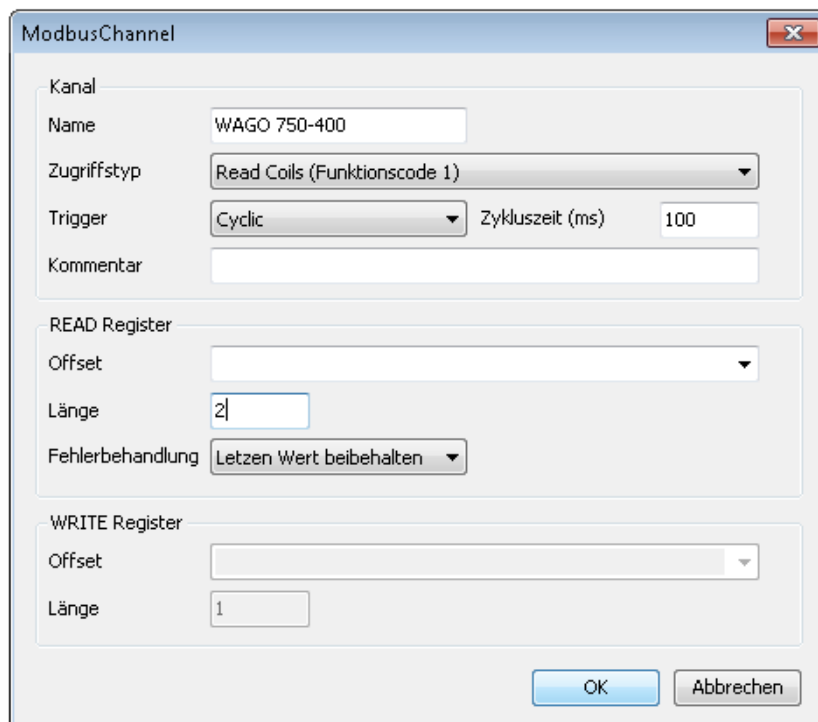 ModbusChannel
Kanal
Name WAGO 750-400
Zugriffstyp Read Coils (Funktionscode 1)
Trigger Cyclic Zykluszeit (ms) 100
Kommentar
READ Register
Offset
Länge 2
Fehlerbehandlung Letzen Wert beibehalten
WRITE Register
Offset
Länge 1
OK Abbrechen